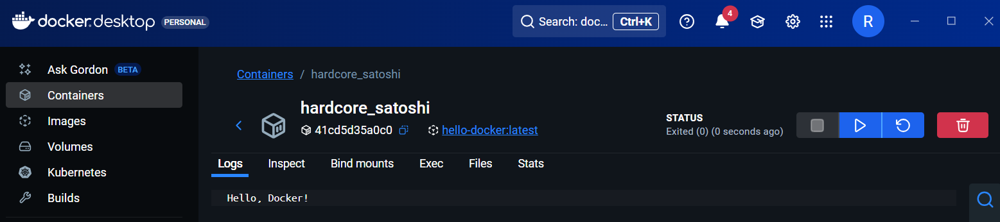 docker.desktop PERSONAL Search: doc... Ctrl+K 4 R
Ask Gordon BETA
Containers
Images
Volumes
Kubernetes
Builds
Containers / hardcore_satoshi
hardcore_satoshi
41cd5d35a0c0 hello-docker:latest
STATUS
Exited (0) (0 seconds ago)
Logs Inspect Bind mounts Exec Files Stats
Hello, Docker!